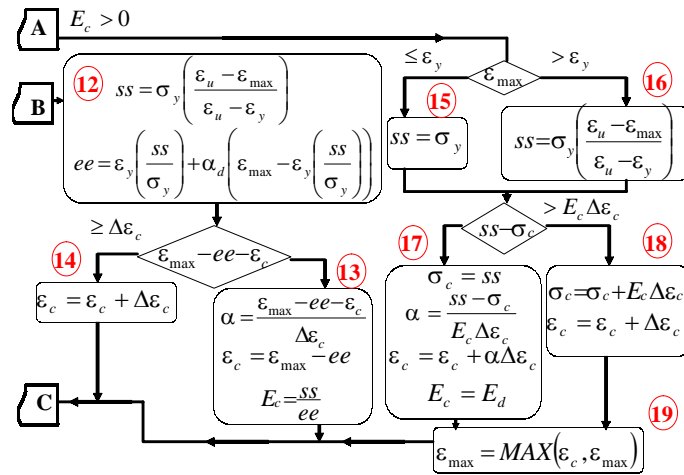 A
E_c > 0
B
12
ss = σ_y ( (ε_u − ε_max) / (ε_u − ε_y) )
ee = ε_y ( ss / σ_y ) + α_d ( ε_max − ε_y ( ss / σ_y ) )
≤ ε_y
ε_max
> ε_y
15
ss = σ_y
16
ss = σ_y ( (ε_u − ε_max) / (ε_u − ε_y) )
≥ Δε_c
ε_max − ee − ε_c
14
ε_c = ε_c + Δε_c
13
α = (ε_max − ee − ε_c) / Δε_c
ε_c = ε_max − ee
E_c = ss / ee
ss − σ_c
> E_c Δε_c
17
σ_c = ss
α = (ss − σ_c) / (E_c Δε_c)
ε_c = ε_c + αΔε_c
E_c = E_d
18
σ_c = σ_c + E_c Δε_c
ε_c = ε_c + Δε_c
C
19
ε_max = MAX(ε_c , ε_max)